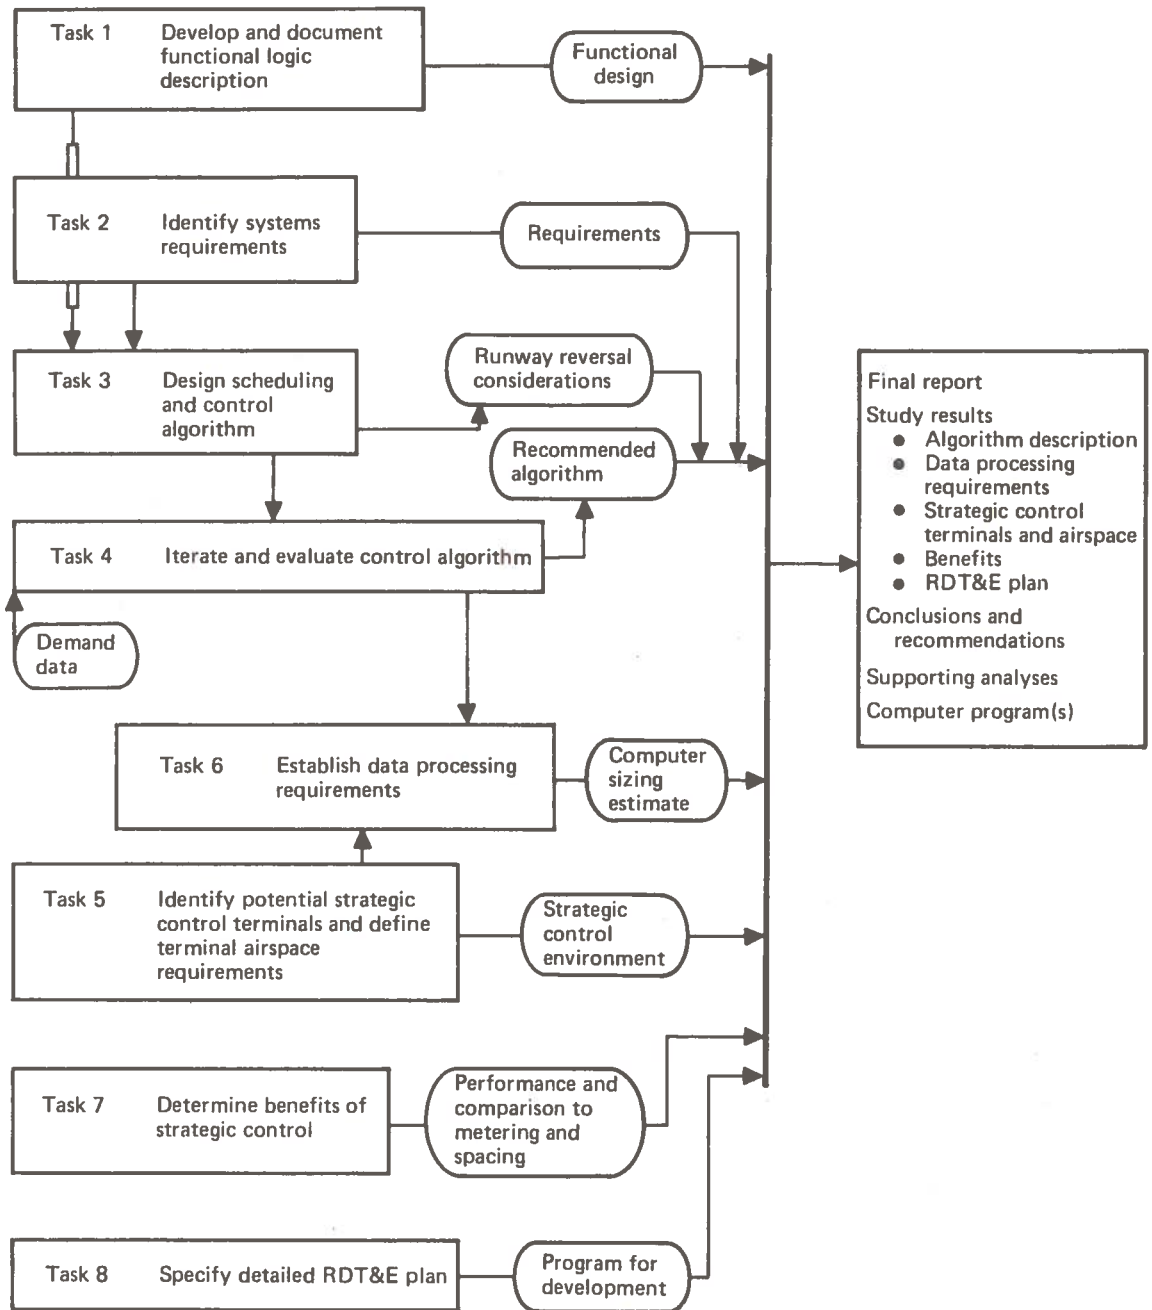 Task 1 Develop and document
functional logic
description
Functional
design
Task 2 Identify systems
requirements
Requirements
Task 3 Design scheduling
and control
algorithm
Runway reversal
considerations
Recommended
algorithm
Task 4 Iterate and evaluate control algorithm
Demand
data
Task 6 Establish data processing
requirements
Computer
sizing
estimate
Task 5 Identify potential strategic
control terminals and define
terminal airspace
requirements
Strategic
control
environment
Task 7 Determine benefits of
strategic control
Performance and
comparison to
metering and
spacing
Task 8 Specify detailed RDT&E plan
Program for
development
Final report
Study results
● Algorithm description
● Data processing
requirements
● Strategic control
terminals and airspace
● Benefits
● RDT&E plan
Conclusions and
recommendations
Supporting analyses
Computer program(s)